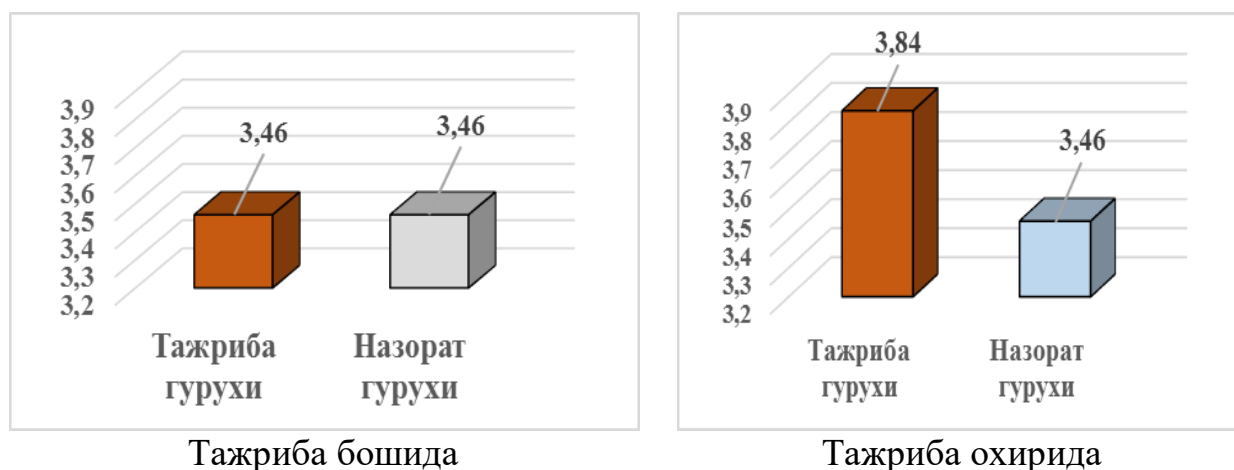 3,9
3,8
3,7
3,6
3,5
3,4
3,3
3,2
3,46
3,46
Тажриба
гурухи
Назорат
гурухи
Тажриба бошида
3,9
3,8
3,7
3,6
3,5
3,4
3,3
3,2
3,84
3,46
Тажриба
гурухи
Назорат
гурухи
Тажриба охирида